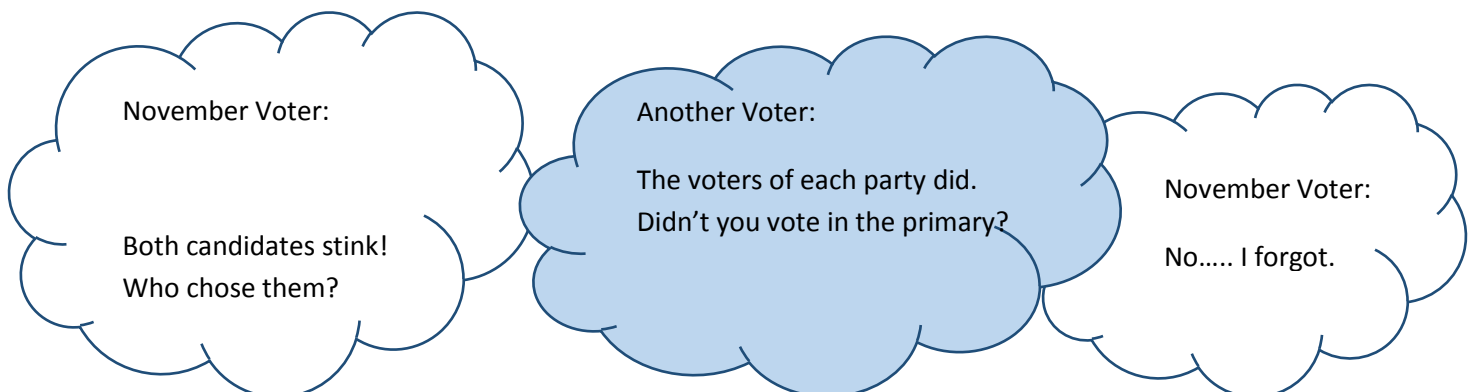 November Voter:
Both candidates stink!
Who chose them?
Another Voter:
The voters of each party did.
Didn’t you vote in the primary?
November Voter:
No..... I forgot.